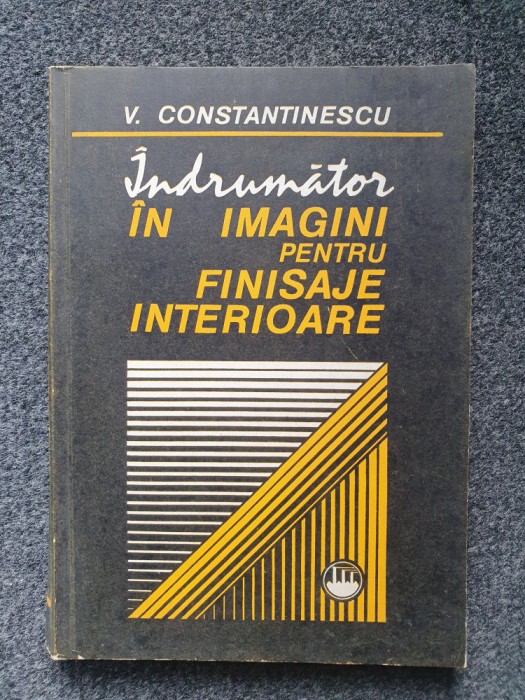 V. CONSTANTINESCU
Îndrumător
ÎN IMAGINI
PENTRU
FINISAJE
INTERIOARE